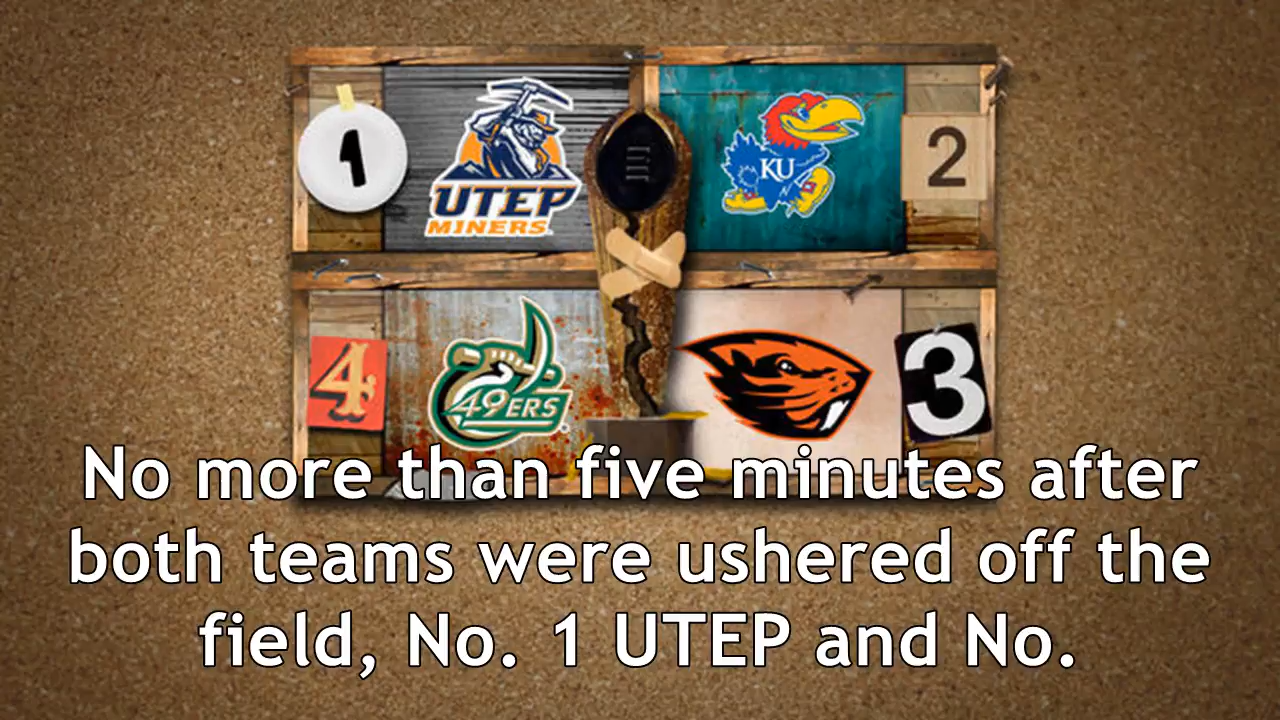 1
UTEP
MINERS
KU
2
4
49ERS
3
No more than five minutes after
both teams were ushered off the
field, No. 1 UTEP and No.